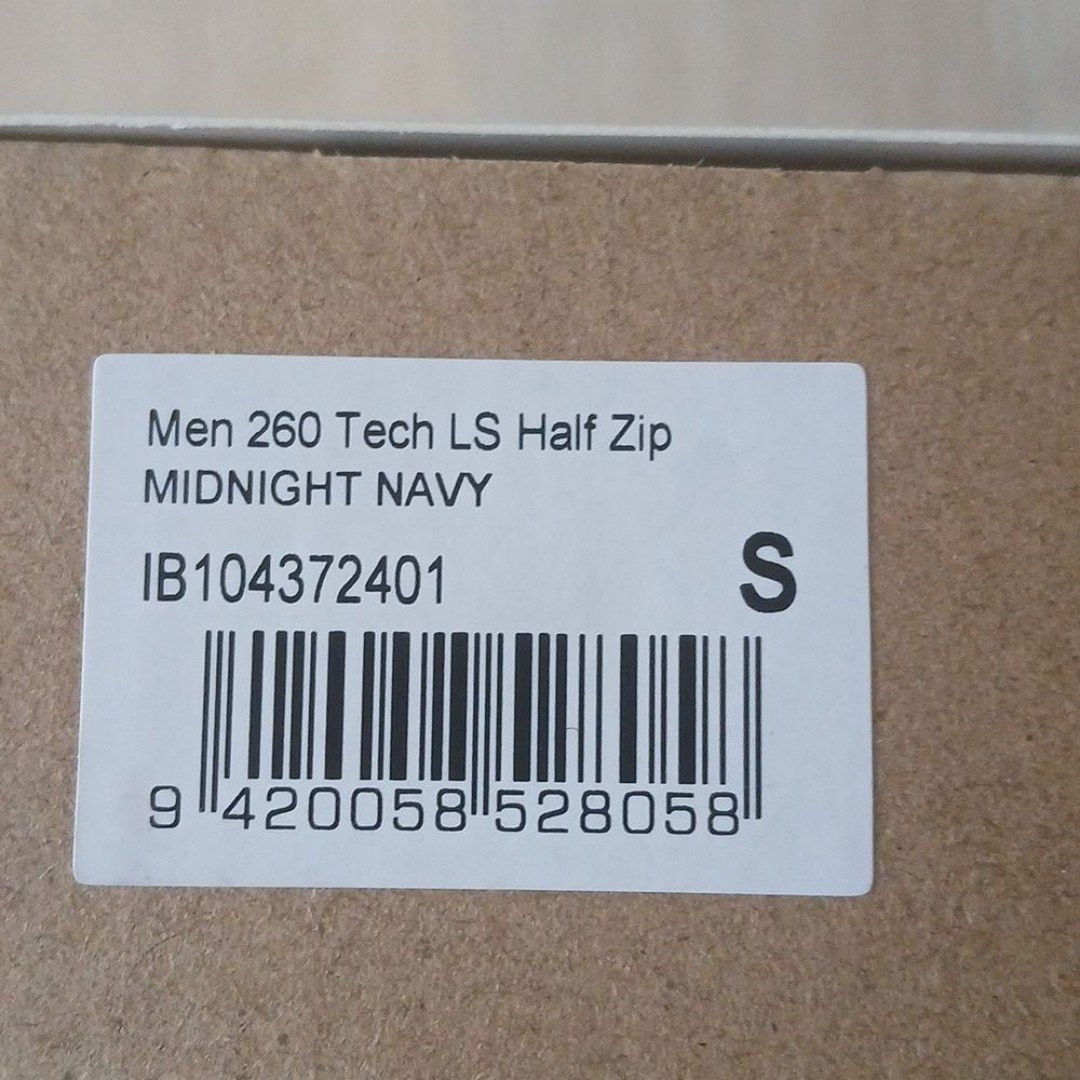 Men 260 Tech LS Half Zip
MIDNIGHT NAVY
IB104372401
S
9 420058 528058